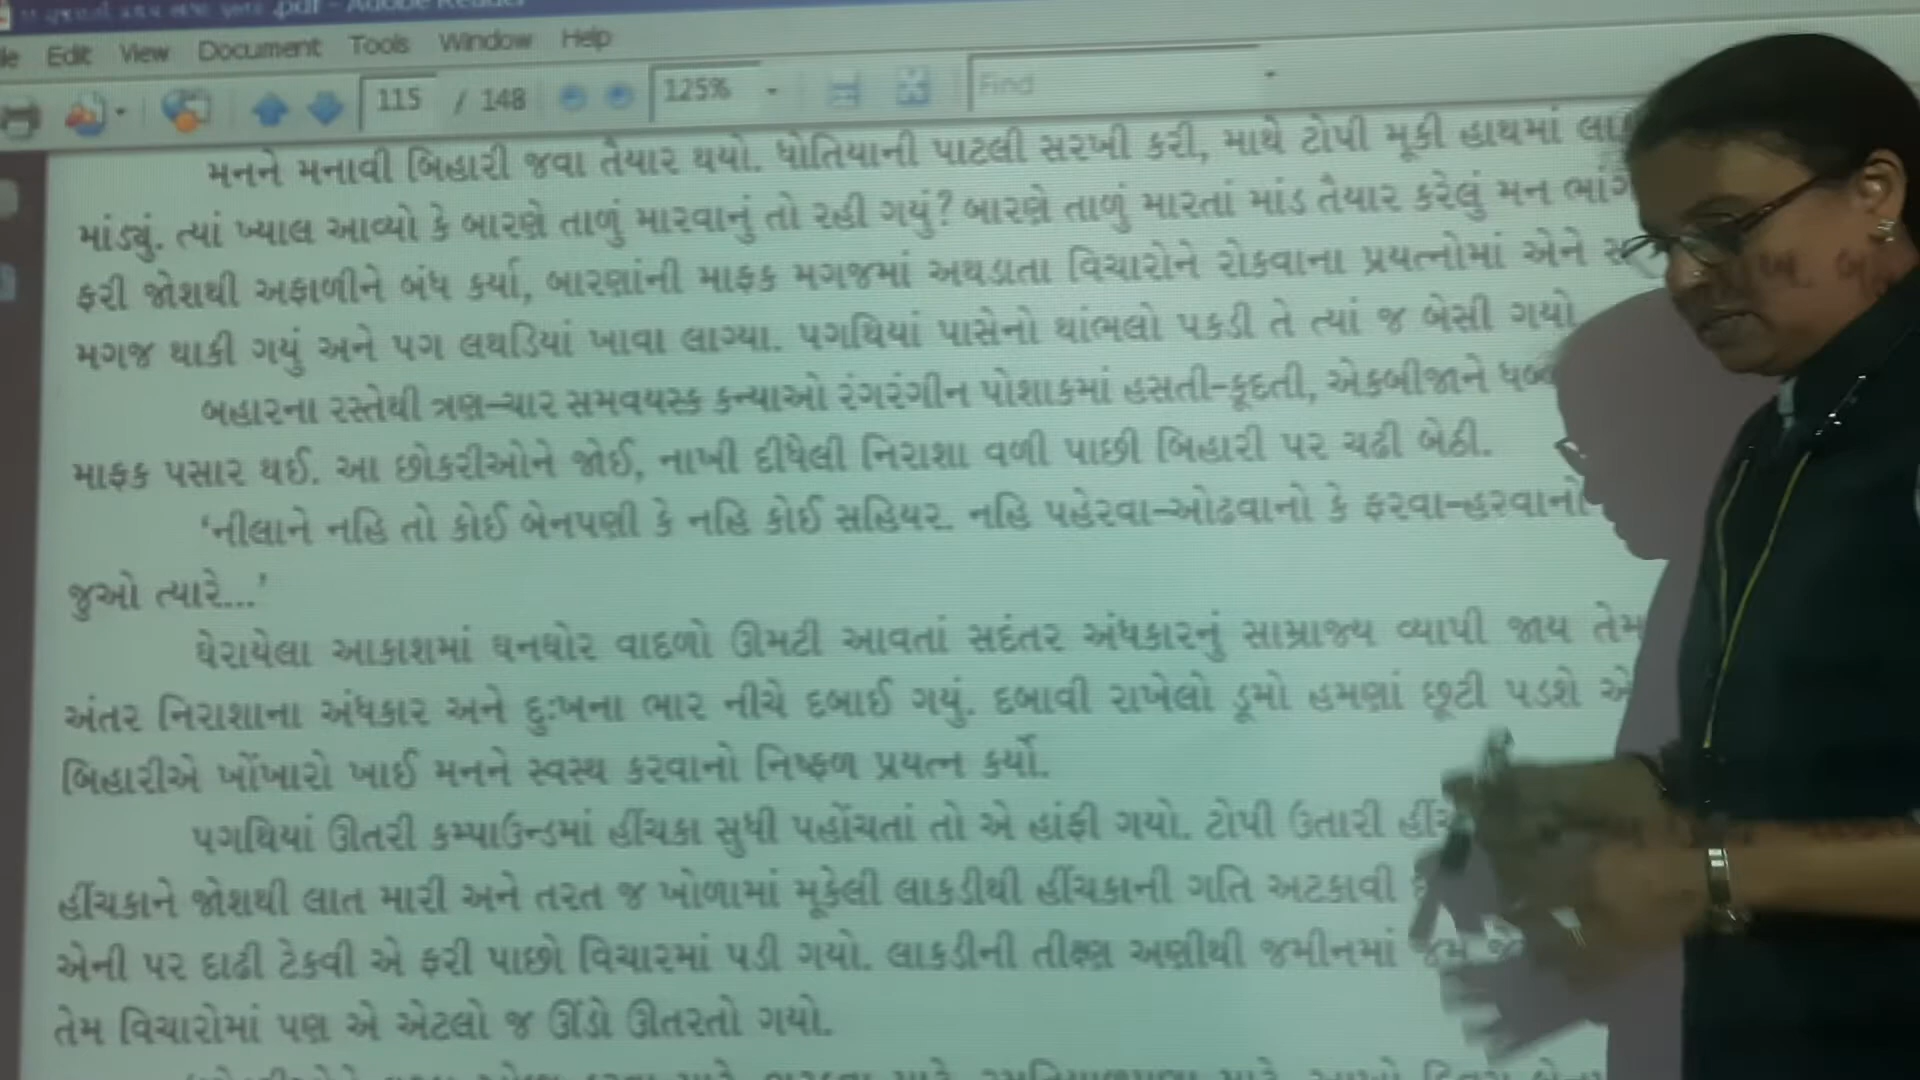 .pdf - Adobe Reader
Edit View Document Tools Window Help
115 / 148 125% Find
મનને મનાવી બિહારી જવા તૈયાર થયો. ધોતિયાની પાટલી સરખી કરી, માથે ટોપી મૂકી હાથમાં
માંડ્યું. ત્યાં ખ્યાલ આવ્યો કે બારણે તાળું મારવાનું તો રહી ગયું? બારણે તાળું મારતાં માંડ તૈયાર કરેલું મન
ફરી જોશથી અફાળીને બંધ કર્યા, બારણાંની માફક મગજમાં અથડાતા વિચારોને રોકવાના પ્રયત્નોમાં એને
મગજ થાકી ગયું અને પગ લથડિયાં ખાવા લાગ્યા. પગથિયાં પાસેનો થાંભલો પકડી તે ત્યાં જ બેસી ગયો
બહારના રસ્તેથી ત્રણ-ચાર સમવયસ્ક કન્યાઓ રંગરંગીન પોશાકમાં હસતી-કૂદતી, એકબીજાને
માફક પસાર થઈ. આ છોકરીઓને જોઈ, નાખી દીધેલી નિરાશા વળી પાછી બિહારી પર ચઢી બેઠી.
‘નીલાને નહિ તો કોઈ બેનપણી કે નહિ કોઈ સહિયર. નહિ પહેરવા-ઓઢવાનો કે ફરવા-હરવાનો
જુઓ ત્યારે...’
ઘેરાયેલા આકાશમાં ઘનઘોર વાદળો ઊમટી આવતાં સદંતર અંધકારનું સામ્રાજ્ય વ્યાપી જાય તેમ
અંતર નિરાશાના અંધકાર અને દુઃખના ભાર નીચે દબાઈ ગયું. દબાવી રાખેલો ડૂમો હમણાં છૂટી પડશે
બિહારીએ ખોંખારો ખાઈ મનને સ્વસ્થ કરવાનો નિષ્ફળ પ્રયત્ન કર્યો.
પગથિયાં ઊતરી કમ્પાઉન્ડમાં હીંચકા સુધી પહોંચતાં તો એ હાંફી ગયો. ટોપી ઉતારી
હીંચકાને જોશથી લાત મારી અને તરત જ ખોળામાં મૂકેલી લાકડીથી હીંચકાની ગતિ અટકાવી
એની પર દાઢી ટેકવી એ ફરી પાછો વિચારમાં પડી ગયો. લાકડીની તીક્ષ્ણ અણીથી જમીનમાં
તેમ વિચારોમાં પણ એ એટલો જ ઊંડો ઊતરતો ગયો.